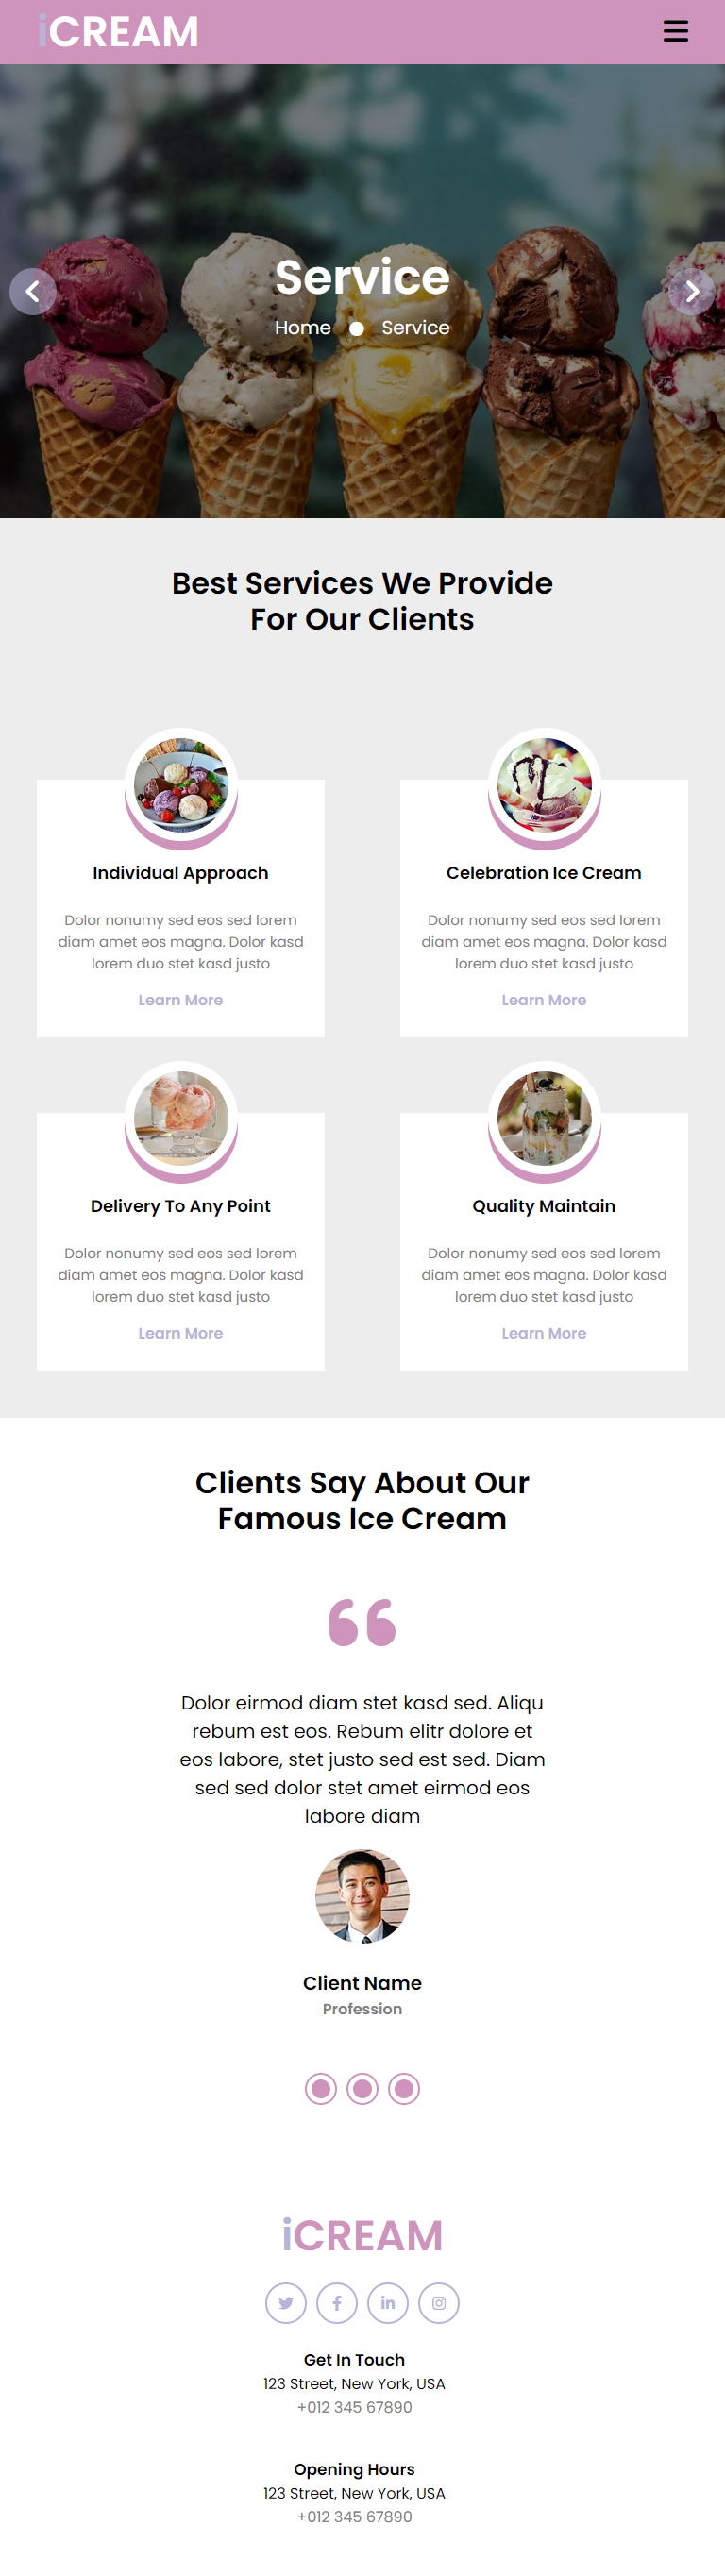 iCREAM
Service
Home Service
Best Services We Provide
For Our Clients
Individual Approach
Dolor nonumy sed eos sed lorem
diam amet eos magna. Dolor kasd
lorem duo stet kasd justo
Learn More
Celebration Ice Cream
Dolor nonumy sed eos sed lorem
diam amet eos magna. Dolor kasd
lorem duo stet kasd justo
Learn More
Delivery To Any Point
Dolor nonumy sed eos sed lorem
diam amet eos magna. Dolor kasd
lorem duo stet kasd justo
Learn More
Quality Maintain
Dolor nonumy sed eos sed lorem
diam amet eos magna. Dolor kasd
lorem duo stet kasd justo
Learn More
Clients Say About Our
Famous Ice Cream
Dolor eirmod diam stet kasd sed. Aliqu
rebum est eos. Rebum elitr dolore et
eos labore, stet justo sed est sed. Diam
sed sed dolor stet amet eirmod eos
labore diam
Client Name
Profession
iCREAM
Get In Touch
123 Street, New York, USA
+012 345 67890
Opening Hours
123 Street, New York, USA
+012 345 67890